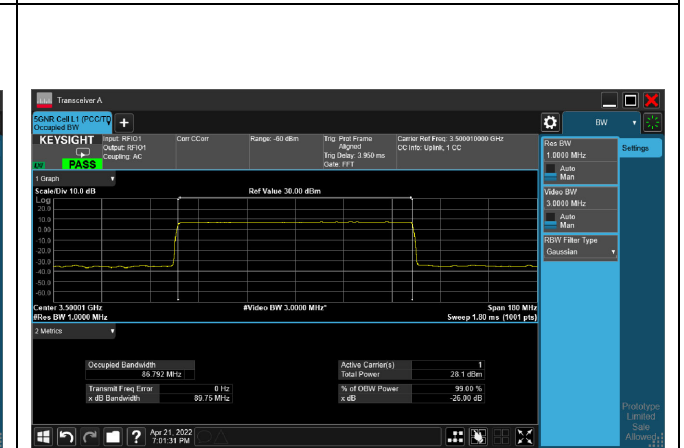 Transceiver A
5GNR Cell L1 (PCC/TD
Occupied BW
+
BW
KEYSIGHT
Input: RFIO1
Output: RFIO1
Coupling: AC
Corr CCorr
Range: -60 dBm
Trig: Prot Frame
Aligned
Trig Delay: 3.950 ms
Gate: FFT
Carrier Ref Freq: 3.500010000 GHz
CC Info: Uplink, 1 CC
PASS
Res BW
1.0000 MHz
Auto
Man
Settings
Video BW
3.0000 MHz
Auto
Man
RBW Filter Type
Gaussian
1 Graph
Scale/Div 10.0 dB
Ref Value 30.00 dBm
Log
20.0
10.0
0.00
-10.0
-20.0
-30.0
-40.0
-50.0
-60.0
Center 3.50001 GHz
#Video BW 3.0000 MHz*
Span 180 MHz
#Res BW 1.0000 MHz
Sweep 1.80 ms (1001 pts)
2 Metrics
Occupied Bandwidth
86.792 MHz
Active Carrier(s) 1
Total Power 28.1 dBm
Transmit Freq Error 0 Hz
x dB Bandwidth 89.75 MHz
% of OBW Power 99.00 %
x dB -26.00 dB
Prototype
Limited
Sale
Allowed
?
Apr 21, 2022
7:01:31 PM